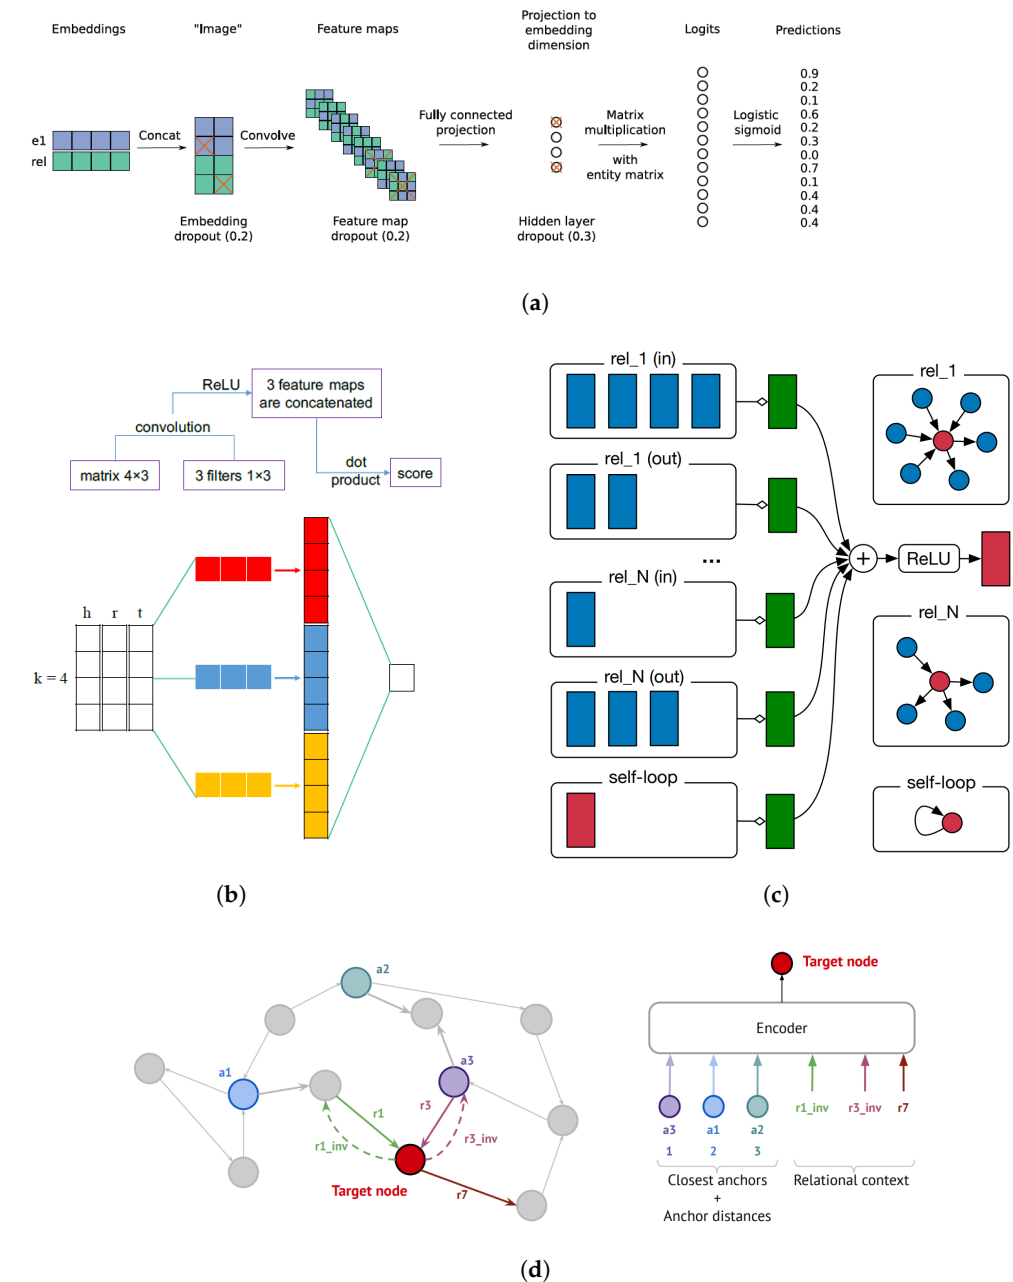 Embeddings
"Image"
Feature maps
Projection to
embedding
dimension
Logits
Predictions
e1
rel
Concat
Convolve
Fully connected
projection
Matrix
multiplication
with
entity matrix
Logistic
sigmoid
0.9
0.2
0.1
0.6
0.2
0.3
0.0
0.7
0.1
0.4
0.4
0.4
Embedding
dropout (0.2)
Feature map
dropout (0.2)
Hidden layer
dropout (0.3)
(a)
ReLU
3 feature maps
are concatenated
convolution
matrix 4×3
3 filters 1×3
dot
product
score
h r t
k = 4
(b)
rel_1 (in)
rel_1 (out)
...
rel_N (in)
rel_N (out)
self-loop
+
ReLU
rel_1
rel_N
self-loop
(c)
a2
a1
a3
r1
r3
r1_inv
r3_inv
Target node
r7
Target node
Encoder
a3 a1 a2 r1_inv r3_inv r7
1 2 3
Closest anchors
+
Anchor distances
Relational context
(d)